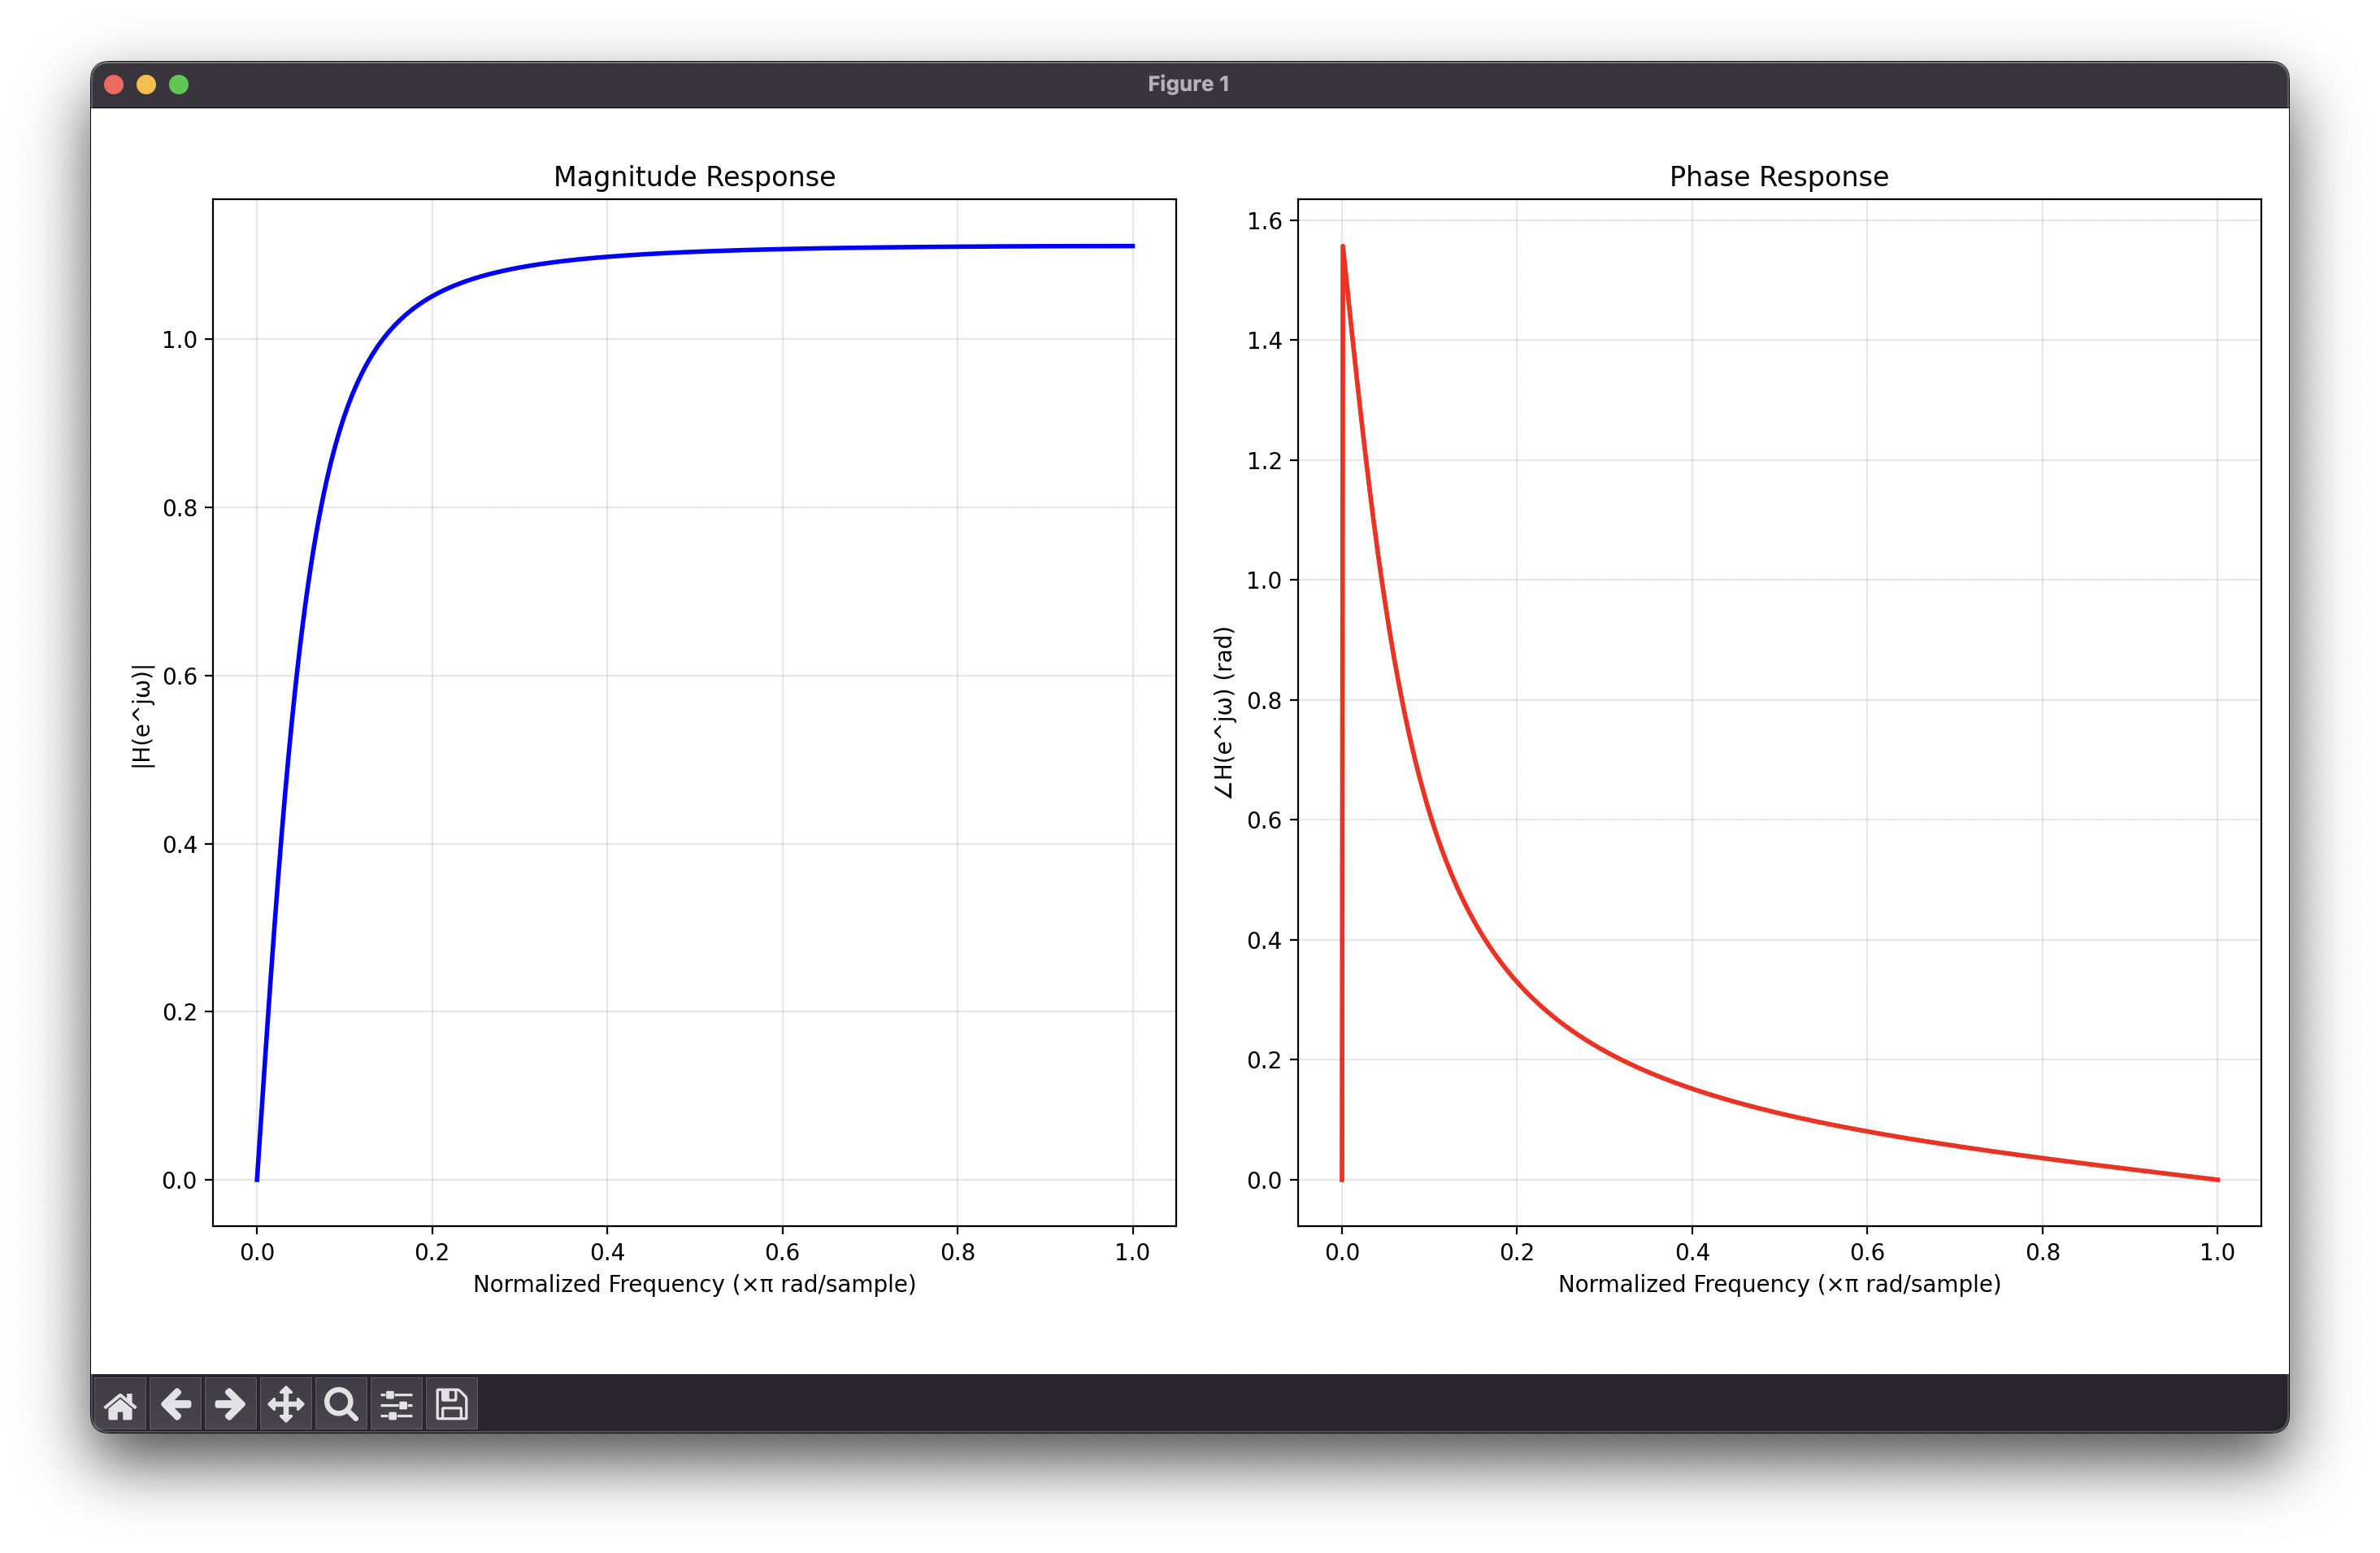 Figure 1
Magnitude Response
|H(e^jω)|
1.0
0.8
0.6
0.4
0.2
0.0
0.0 0.2 0.4 0.6 0.8 1.0
Normalized Frequency (×π rad/sample)
Phase Response
∠H(e^jω) (rad)
1.6
1.4
1.2
1.0
0.8
0.6
0.4
0.2
0.0
0.0 0.2 0.4 0.6 0.8 1.0
Normalized Frequency (×π rad/sample)